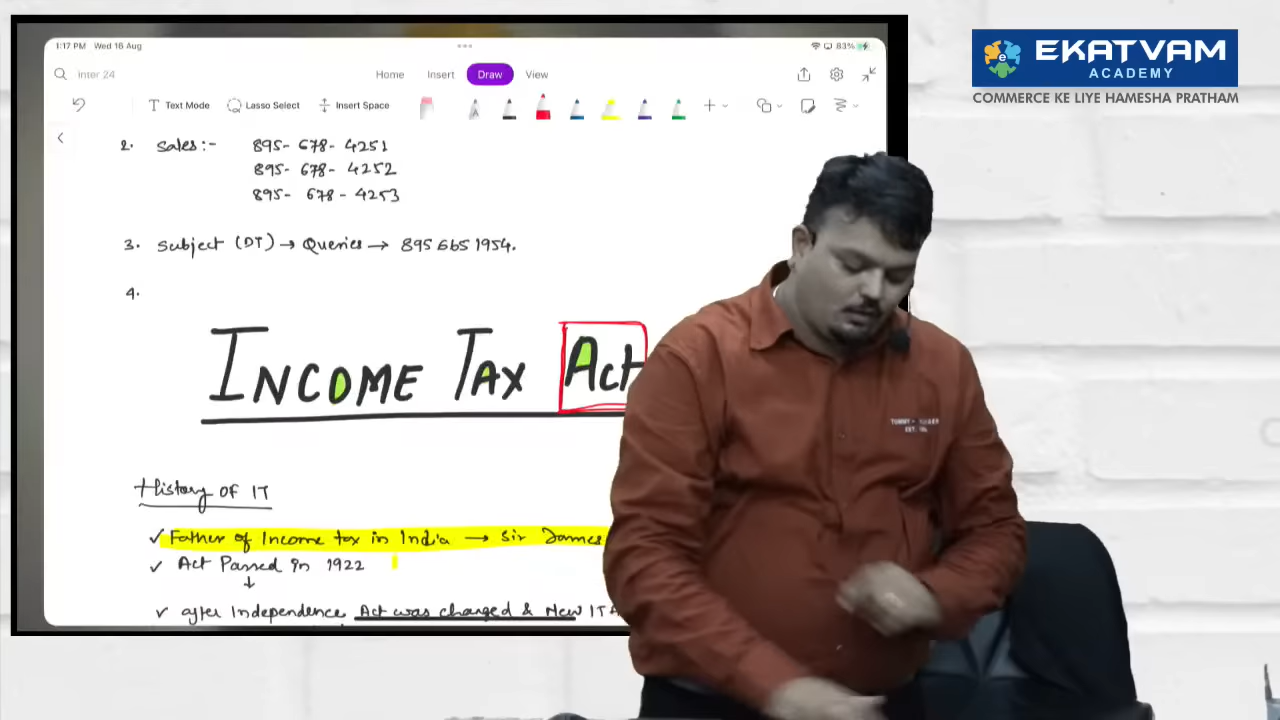 1:17 PM Wed 16 Aug
83%
Inter 24
Home Insert Draw View
Text Mode Lasso Select Insert Space
2. Sales:- 895- 678- 4251
895- 678- 4252
895- 678- 4253
3. Subject (DT) → Queries → 895 665 1954.
4.
INCOME TAX Act
History OF IT
✓ Father of Income tax in India → Sir James
✓ Act Passed in 1922
↓
✓ after Independence Act was changed & New IT
EKATVAM
ACADEMY
COMMERCE KE LIYE HAMESHA PRATHAM